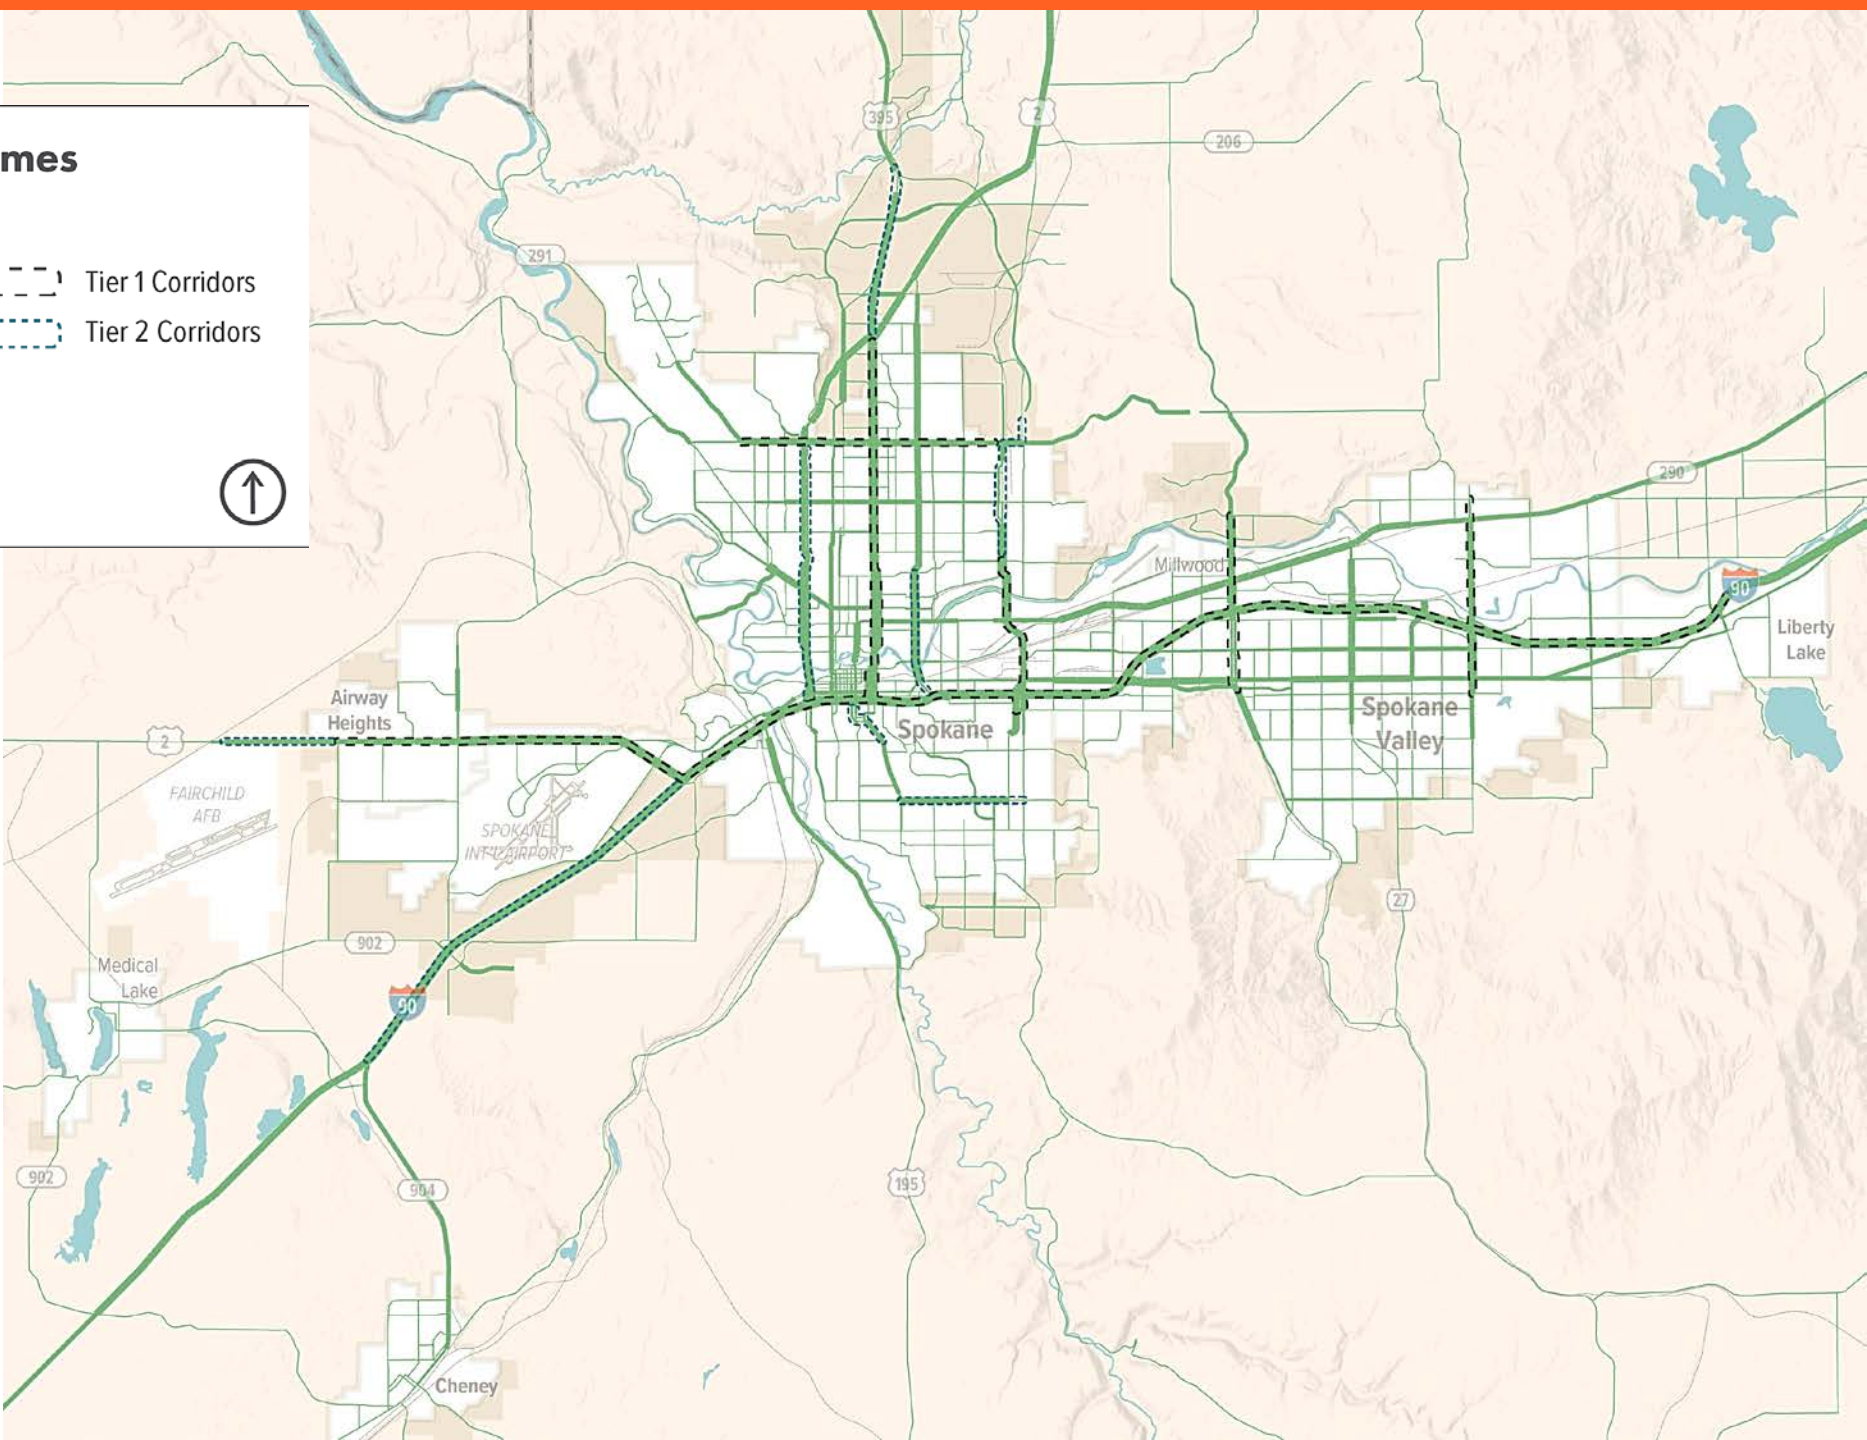 mes
Tier 1 Corridors
Tier 2 Corridors
395
2
206
291
290
Millwood
90
Liberty
Lake
Airway
Heights
2
Spokane
Spokane
Valley
FAIRCHILD
AFB
SPOKANE
INT'L AIRPORT
27
902
Medical
Lake
90
902
904
195
Cheney